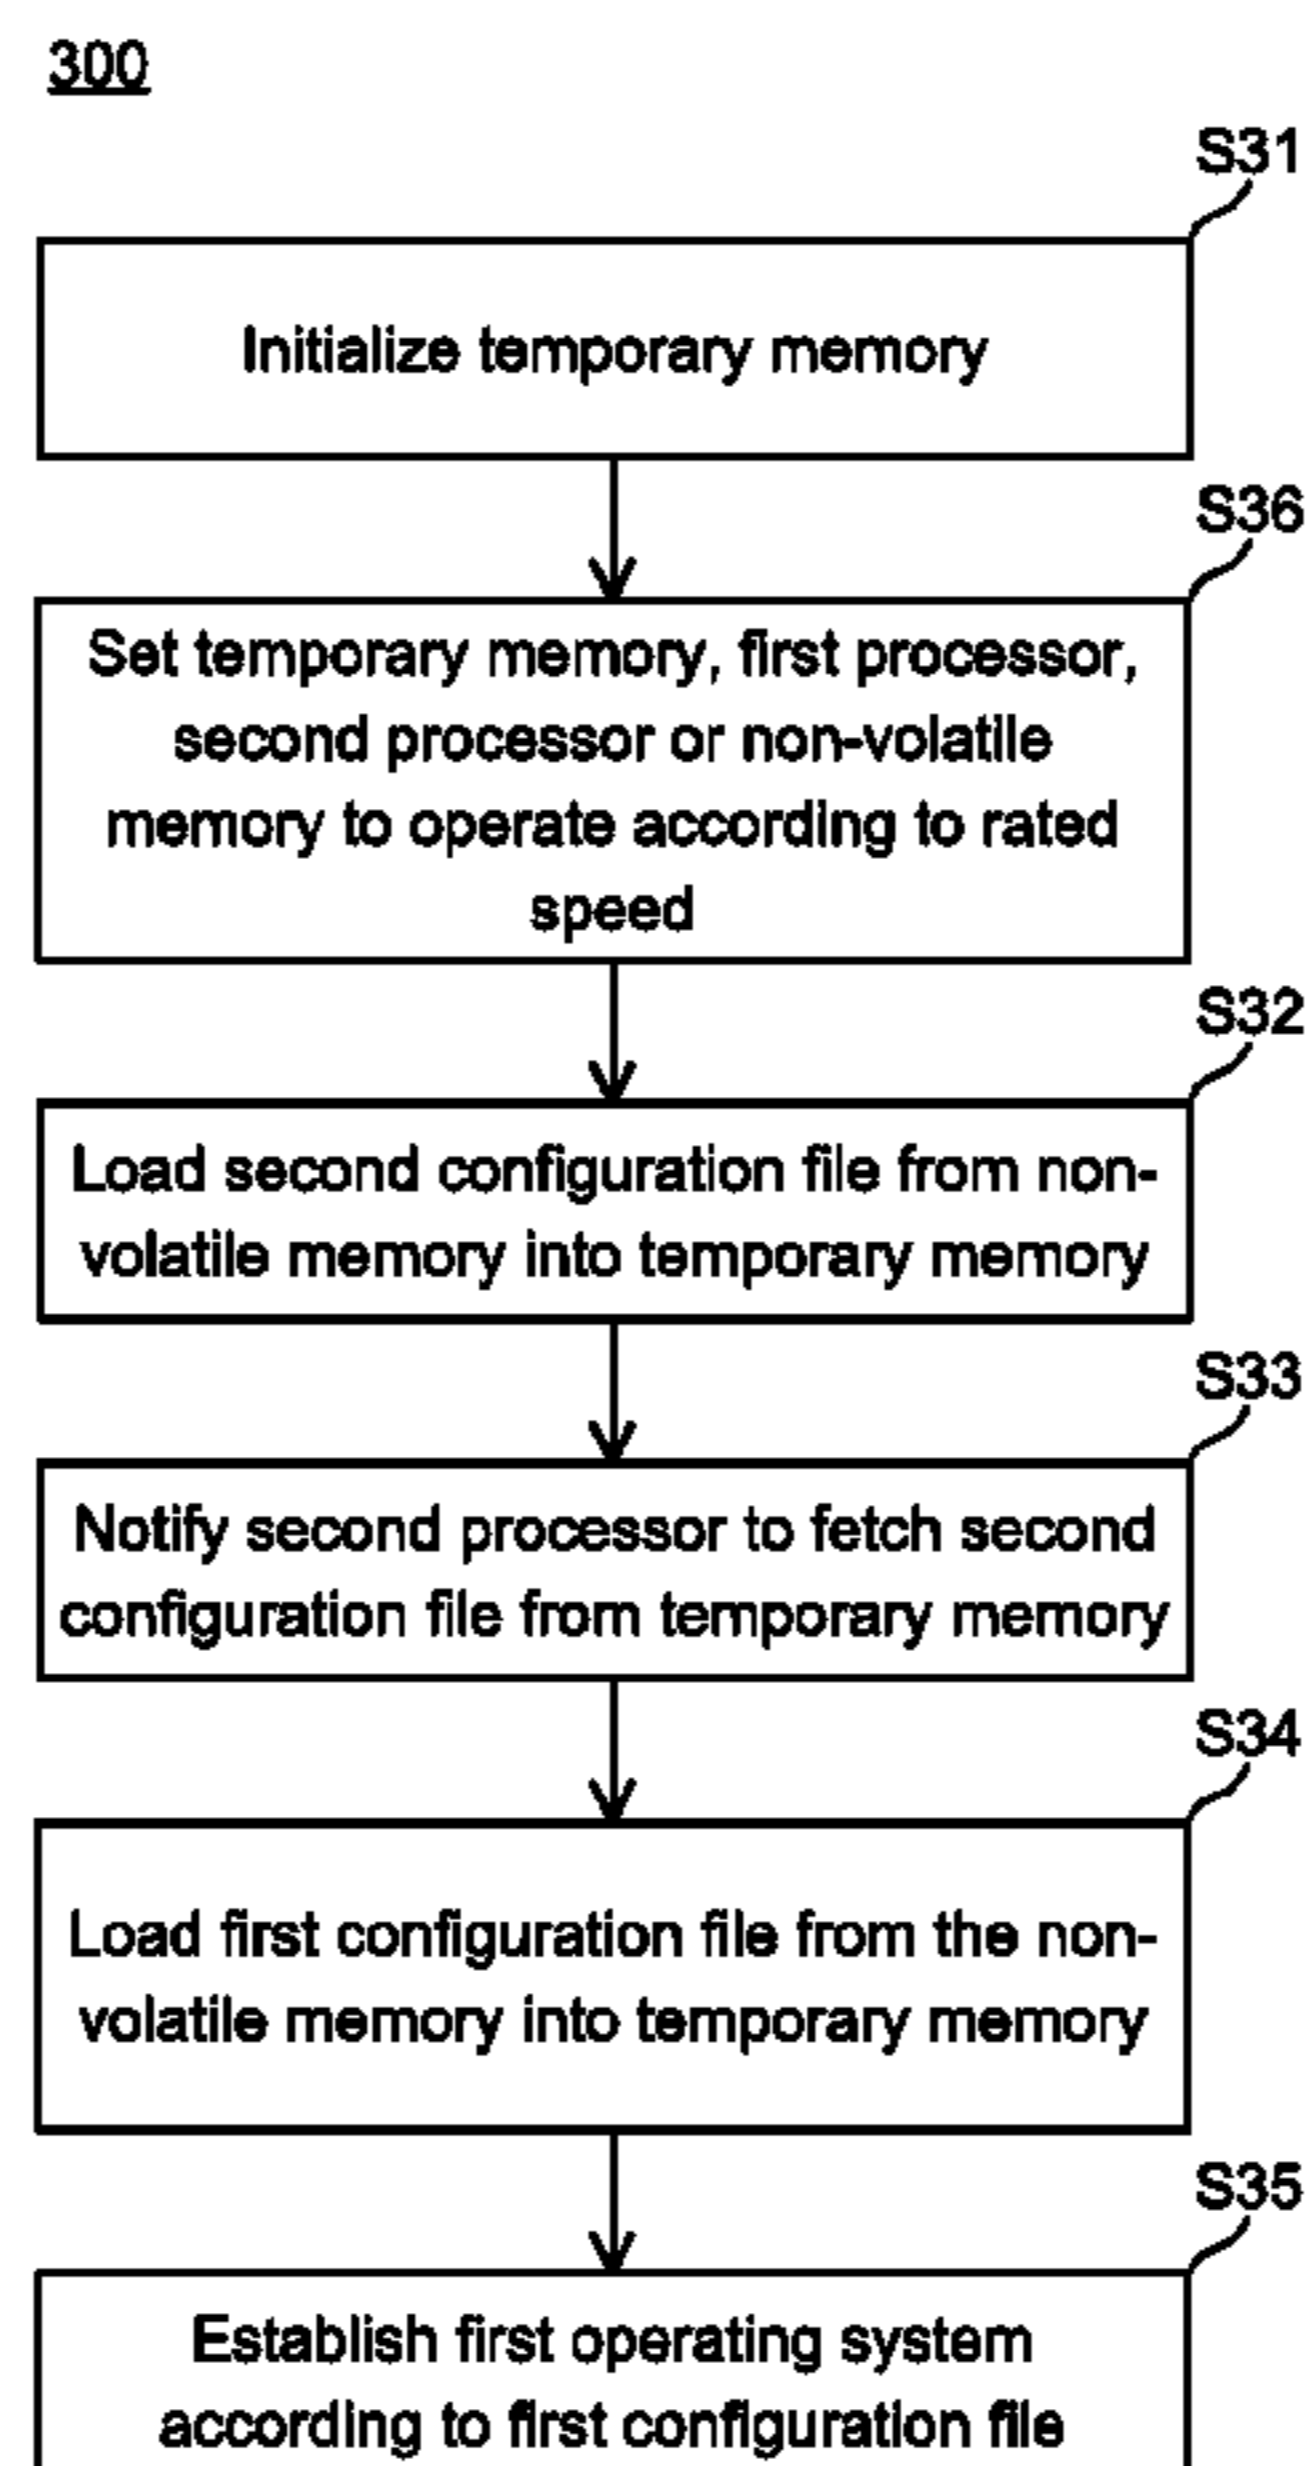 300
S31
Initialize temporary memory
S36
Set temporary memory, first processor,
second processor or non-volatile
memory to operate according to rated
speed
S32
Load second configuration file from non-
volatile memory into temporary memory
S33
Notify second processor to fetch second
configuration file from temporary memory
S34
Load first configuration file from the non-
volatile memory into temporary memory
S35
Establish first operating system
according to first configuration file